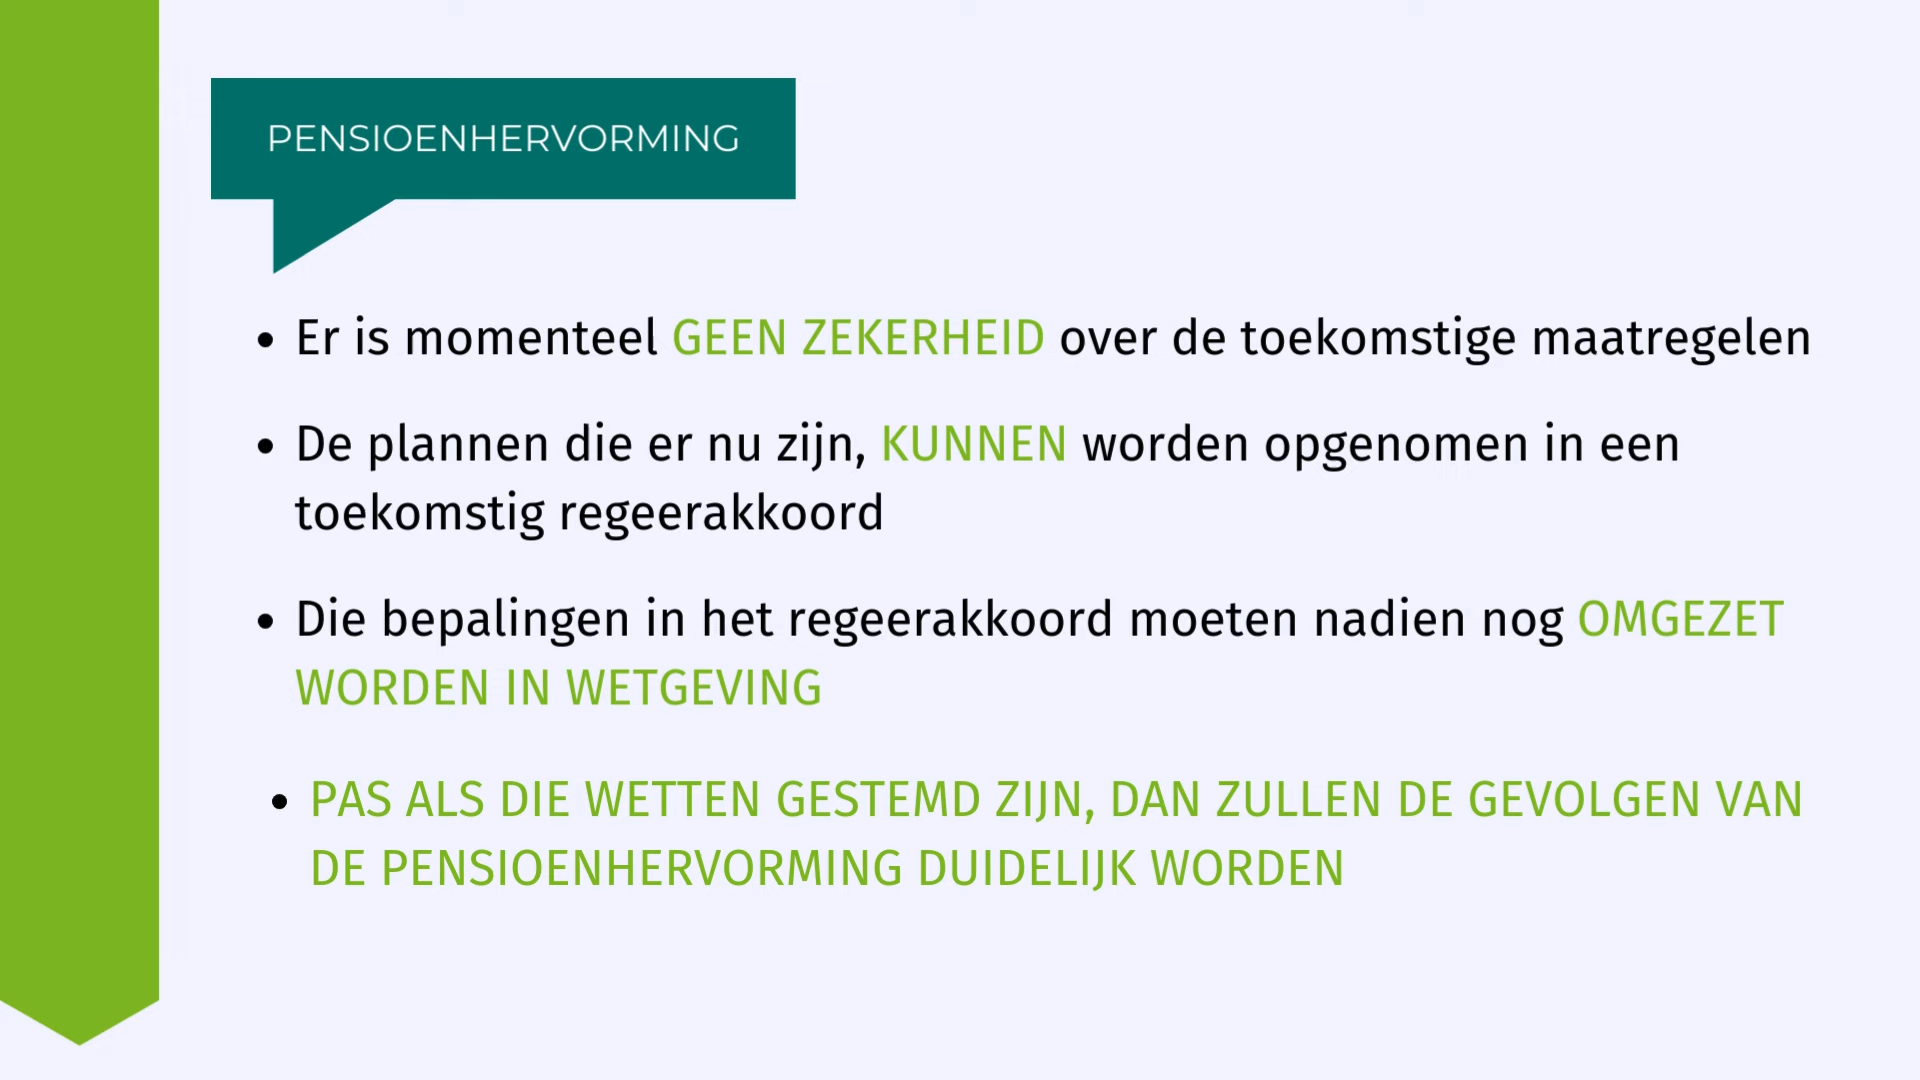 PENSIOENHERVORMING
• Er is momenteel GEEN ZEKERHEID over de toekomstige maatregelen
• De plannen die er nu zijn, KUNNEN worden opgenomen in een
toekomstig regeerakkoord
• Die bepalingen in het regeerakkoord moeten nadien nog OMGEZET
WORDEN IN WETGEVING
• PAS ALS DIE WETTEN GESTEMD ZIJN, DAN ZULLEN DE GEVOLGEN VAN
DE PENSIOENHERVORMING DUIDELIJK WORDEN